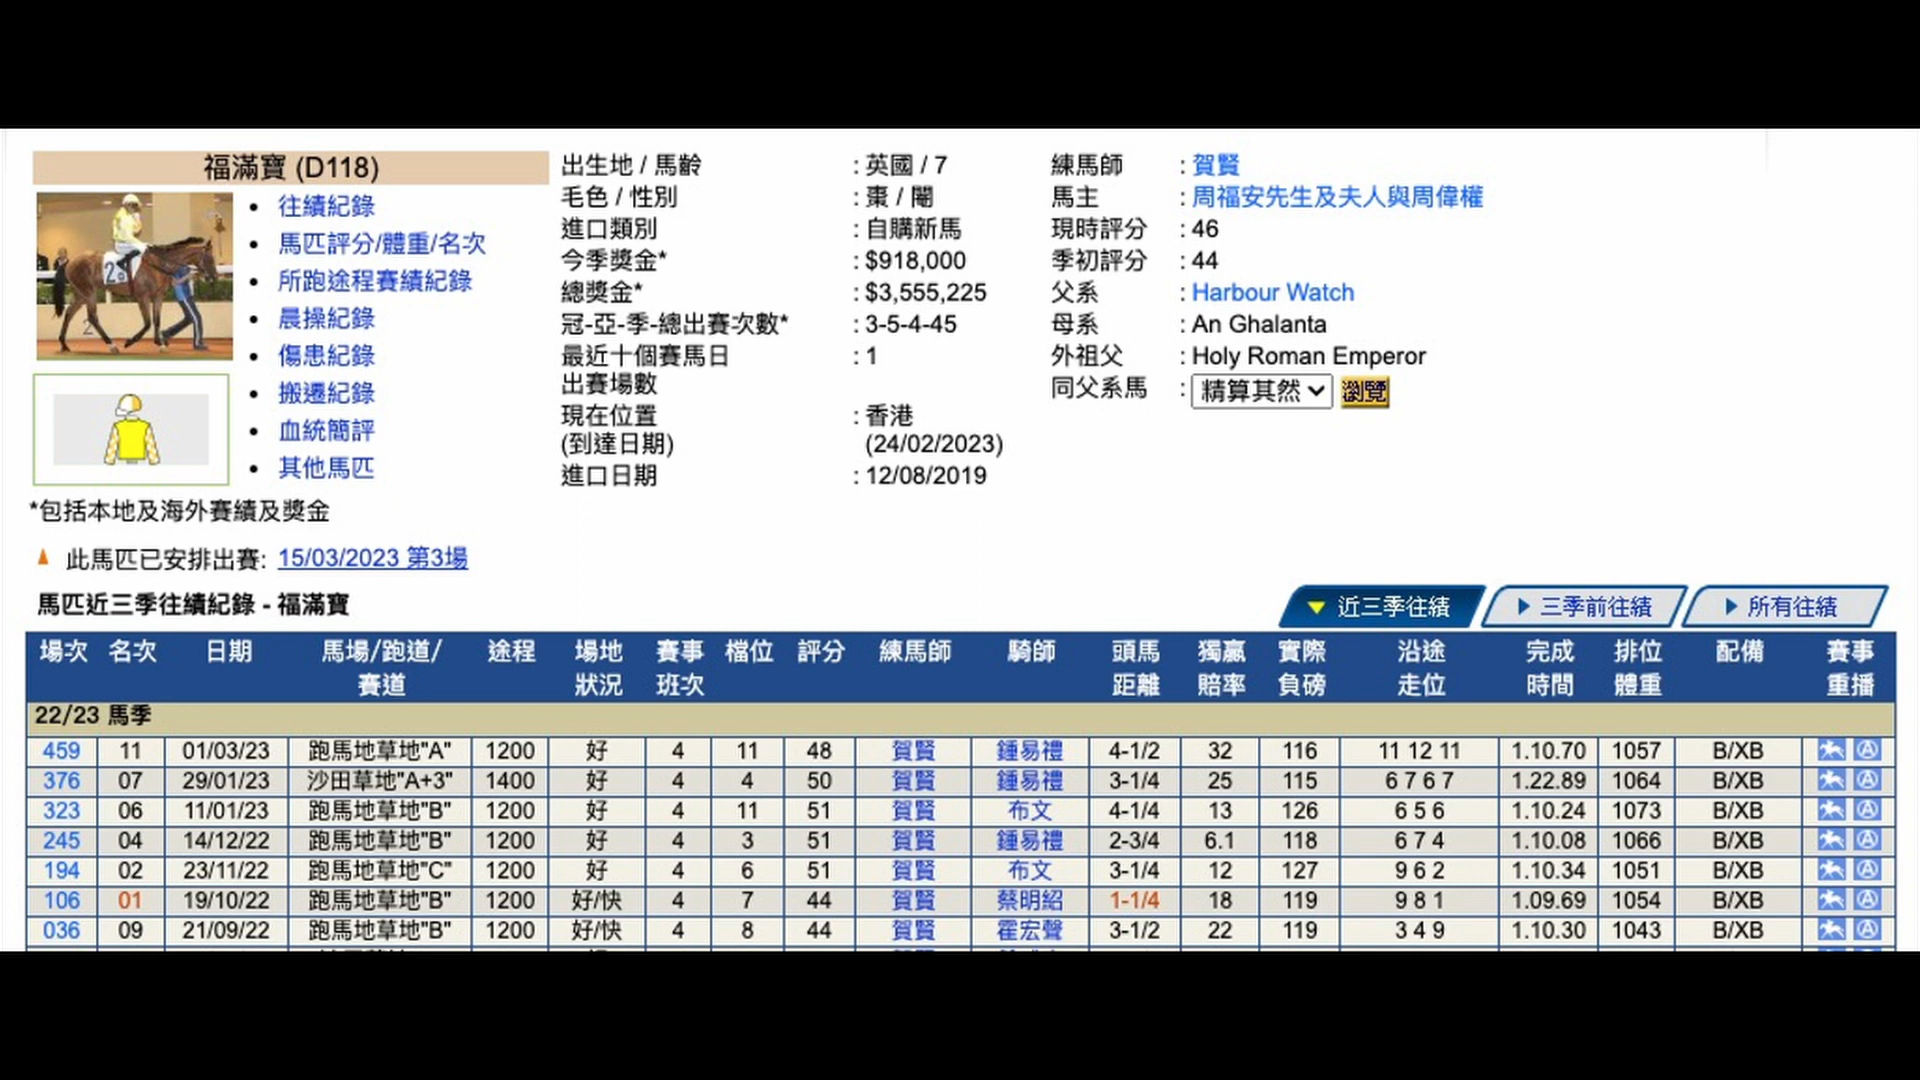 福滿寶 (D118)
往績紀錄
馬匹評分/體重/名次
所跑途程賽績紀錄
晨操紀錄
傷患紀錄
搬遷紀錄
血統簡評
其他馬匹
出生地 / 馬齡 : 英國 / 7
毛色 / 性別 : 棗 / 閹
進口類別 : 自購新馬
今季獎金* : $918,000
總獎金* : $3,555,225
冠-亞-季-總出賽次數* : 3-5-4-45
最近十個賽馬日 : 1
出賽場數
現在位置 : 香港
(到達日期) (24/02/2023)
進口日期 : 12/08/2019
練馬師 : 賀賢
馬主 : 周福安先生及夫人與周偉權
現時評分 : 46
季初評分 : 44
父系 : Harbour Watch
母系 : An Ghalanta
外祖父 : Holy Roman Emperor
同父系馬 : 精算其然 瀏覽
*包括本地及海外賽績及獎金
此馬匹已安排出賽: 15/03/2023 第3場
馬匹近三季往績紀錄 - 福滿寶
近三季往績 三季前往績 所有往績
場次 名次 日期 馬場/跑道/ 途程 場地 賽事 檔位 評分 練馬師 騎師 頭馬 獨贏 實際 沿途 完成 排位 配備 賽事
賽道 狀況 班次 距離 賠率 負磅 走位 時間 體重 重播
22/23 馬季
459 11 01/03/23 跑馬地草地"A" 1200 好 4 11 48 賀賢 鍾易禮 4-1/2 32 116 11 12 11 1.10.70 1057 B/XB
376 07 29/01/23 沙田草地"A+3" 1400 好 4 4 50 賀賢 鍾易禮 3-1/4 25 115 6 7 6 7 1.22.89 1064 B/XB
323 06 11/01/23 跑馬地草地"B" 1200 好 4 11 51 賀賢 布文 4-1/4 13 126 6 5 6 1.10.24 1073 B/XB
245 04 14/12/22 跑馬地草地"B" 1200 好 4 3 51 賀賢 鍾易禮 2-3/4 6.1 118 6 7 4 1.10.08 1066 B/XB
194 02 23/11/22 跑馬地草地"C" 1200 好 4 6 51 賀賢 布文 3-1/4 12 127 9 6 2 1.10.34 1051 B/XB
106 01 19/10/22 跑馬地草地"B" 1200 好/快 4 7 44 賀賢 蔡明紹 1-1/4 18 119 9 8 1 1.09.69 1054 B/XB
036 09 21/09/22 跑馬地草地"B" 1200 好/快 4 8 44 賀賢 霍宏聲 3-1/2 22 119 3 4 9 1.10.30 1043 B/XB